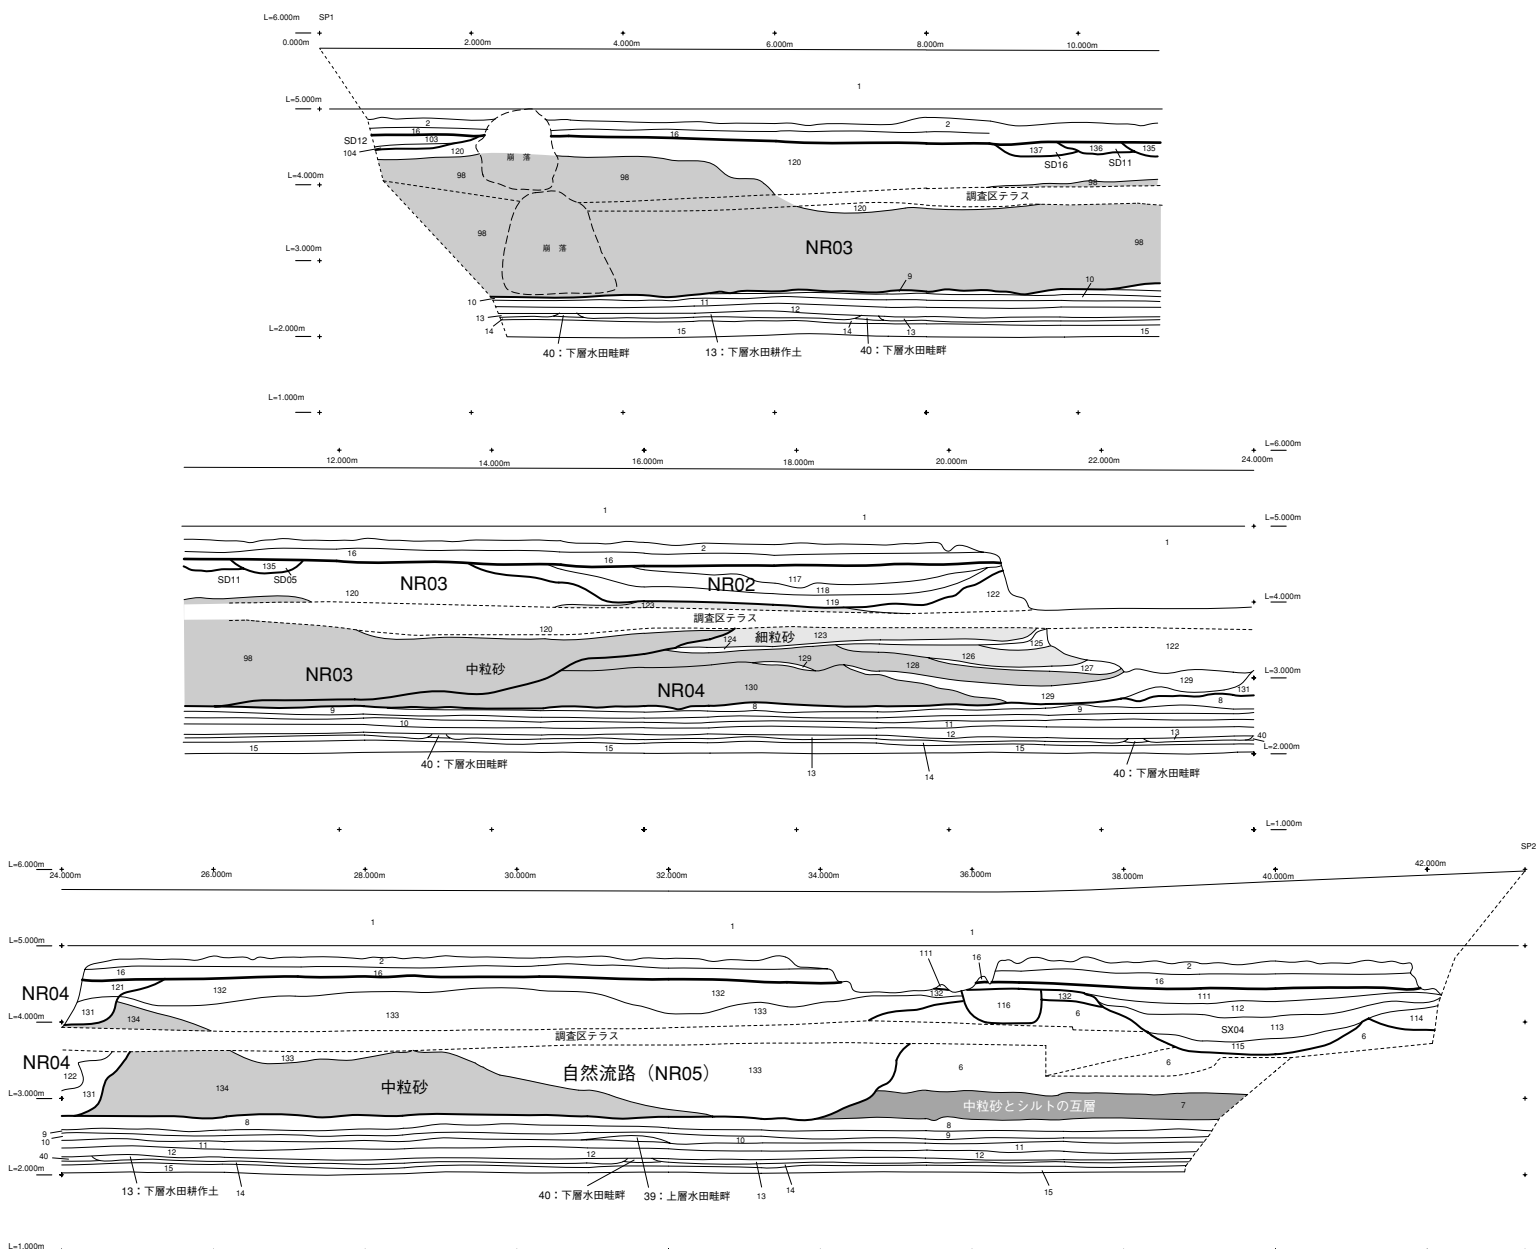 L=6.000m SP1
0.000m 2.000m 4.000m 6.000m 8.000m 10.000m
1
L=5.000m
2 2
16 16
SD12 103
104 120 崩 落 120 137 136 135
SD16 SD11
L=4.000m 98 98 98
調査区テラス
120
98 98
L=3.000m 崩 落 NR03
9 10
10 11 12
13
L=2.000m 14 15 14 13 15
40：下層水田畦畔 13：下層水田耕作土 40：下層水田畦畔
L=1.000m
L=6.000m
12.000m 14.000m 16.000m 18.000m 20.000m 22.000m 24.000m
1 1
L=5.000m
1
2
16 16
135
SD11 SD05 NR03 NR02 117
120 118 122
123 119 L=4.000m
調査区テラス
120 124 細粒砂 123 125
122
98 中粒砂 129 128 126 127
NR03 L=3.000m
NR04 130 129 129 131
9 8 9 8
10 11
12 13 40
15 15 15 L=2.000m
40：下層水田畦畔 13 14 40：下層水田畦畔
L=1.000m
SP2
L=6.000m 42.000m
24.000m 26.000m 28.000m 30.000m 32.000m 34.000m 36.000m 38.000m 40.000m
1 1 1
L=5.000m
111 16
2 2
16 16 16
NR04 121 132 132 132 132 111
131 134 133 133 116 6 112
L=4.000m SX04 113 114
調査区テラス 115 6
NR04 133 自然流路（NR05） 133 6 6
122
131 134 中粒砂
L=3.000m 中粒砂とシルトの互層 7
8 8
9 9
10 11 10 11
40 12 12 12
L=2.000m 15 15
13：下層水田耕作土 14 40：下層水田畦畔 39：上層水田畦畔 13 14
L=1.000m